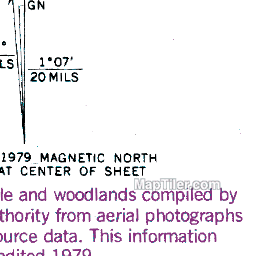 GN
°
LS
1°07'
20 MILS
1979 MAGNETIC NORTH
AT CENTER OF SHEET
MapTiler.com
le and woodlands compiled by
thority from aerial photographs
ource data. This information
edited 1979